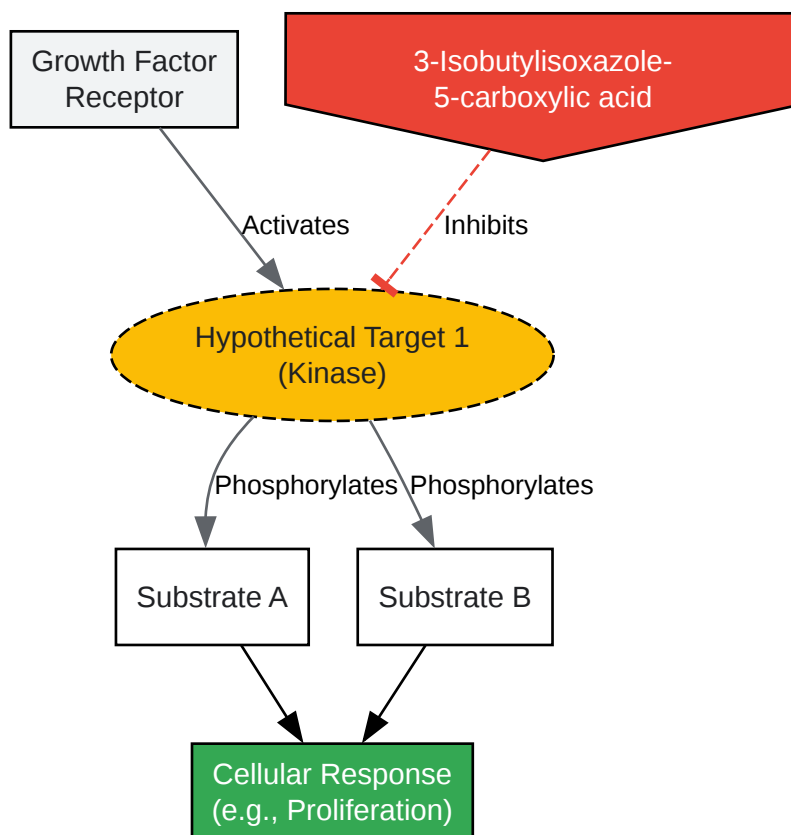 Growth Factor
Receptor
3-Isobutylisoxazole-
5-carboxylic acid
Activates
Inhibits
Hypothetical Target 1
(Kinase)
Phosphorylates
Phosphorylates
Substrate A
Substrate B
Cellular Response
(e.g., Proliferation)